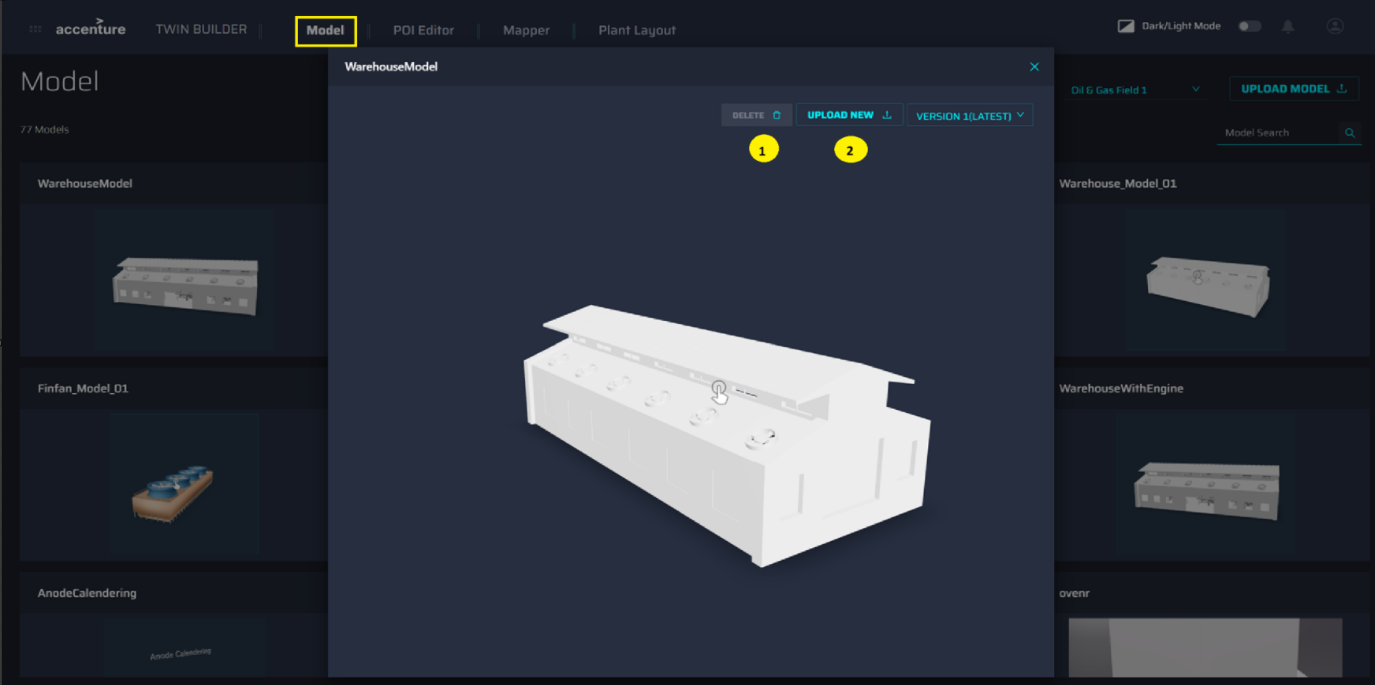 accenture TWIN BUILDER Model POI Editor Mapper Plant Layout Dark/Light Mode
WarehouseModel
Model
Oil & Gas Field 1 UPLOAD MODEL
DELETE UPLOAD NEW VERSION 1(LATEST)
77 Models
Model Search
1 2
WarehouseModel
Warehouse_Model_01
Finfan_Model_01
WarehouseWithEngine
AnodeCalendering
ovenr
Anode Calendering